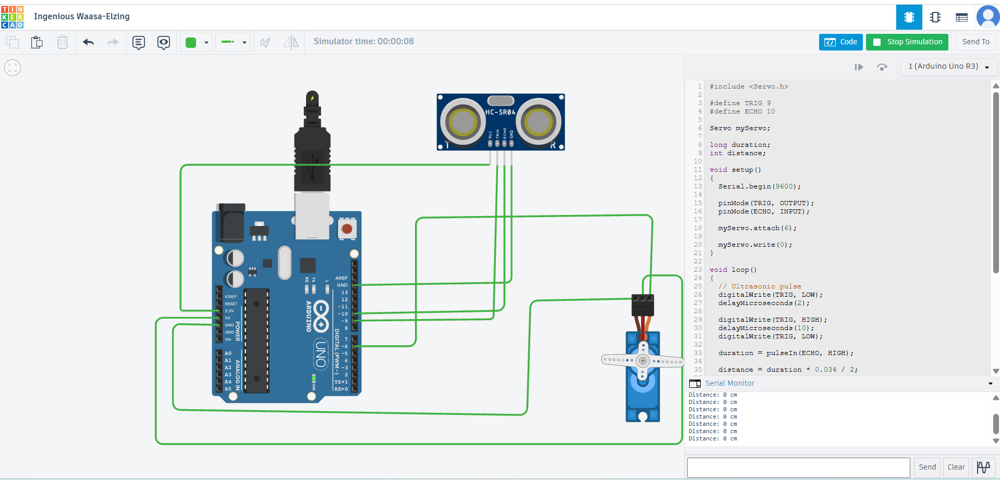 TIN
KER
CAD
Ingenious Waasa-Elzing
Simulator time: 00:00:08
Code
Stop Simulation
Send To
1 (Arduino Uno R3)
HC-SR04
VCC
TRIG
ECHO
GND
T
R
AREF
GND
13
12
~11
~10
~9
8
7
~6
~5
4
~3
2
TX→1
RX←0
DIGITAL (PWM~)
IOREF
RESET
3.3V
5V
GND
GND
Vin
POWER
A0
A1
A2
A3
A4
A5
ANALOG IN
RX
TX
L
ARDUINO
UNO
ON
1 #include <Servo.h>
2
3 #define TRIG 9
4 #define ECHO 10
5
6 Servo myServo;
7
8 long duration;
9 int distance;
10
11 void setup()
12 {
13 Serial.begin(9600);
14
15 pinMode(TRIG, OUTPUT);
16 pinMode(ECHO, INPUT);
17
18 myServo.attach(6);
19
20 myServo.write(0);
21 }
22
23 void loop()
24 {
25 // Ultrasonic pulse
26 digitalWrite(TRIG, LOW);
27 delayMicroseconds(2);
28
29 digitalWrite(TRIG, HIGH);
30 delayMicroseconds(10);
31 digitalWrite(TRIG, LOW);
32
33 duration = pulseIn(ECHO, HIGH);
34
35 distance = duration * 0.034 / 2;
Serial Monitor
Distance: 0 cm
Distance: 0 cm
Distance: 0 cm
Distance: 0 cm
Distance: 0 cm
Distance: 0 cm
Distance: 0 cm
Send
Clear